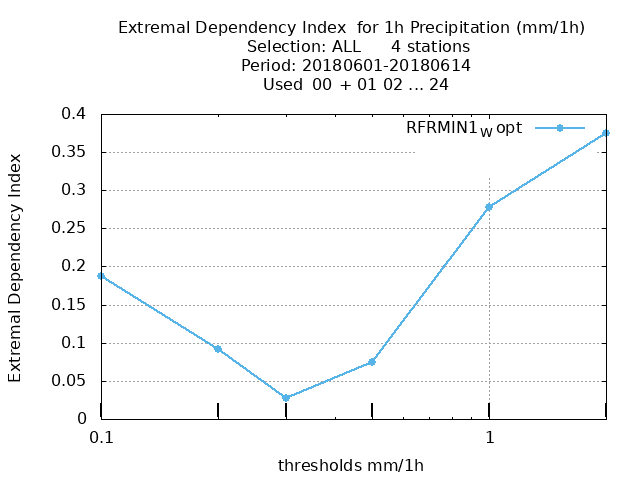 Extremal Dependency Index  for 1h Precipitation (mm/1h)
Selection: ALL      4 stations
Period: 20180601-20180614
Used  00 + 01 02 ... 24
RFRMIN1_W opt
Extremal Dependency Index
0.4
0.35
0.3
0.25
0.2
0.15
0.1
0.05
0
0.1 1
thresholds mm/1h